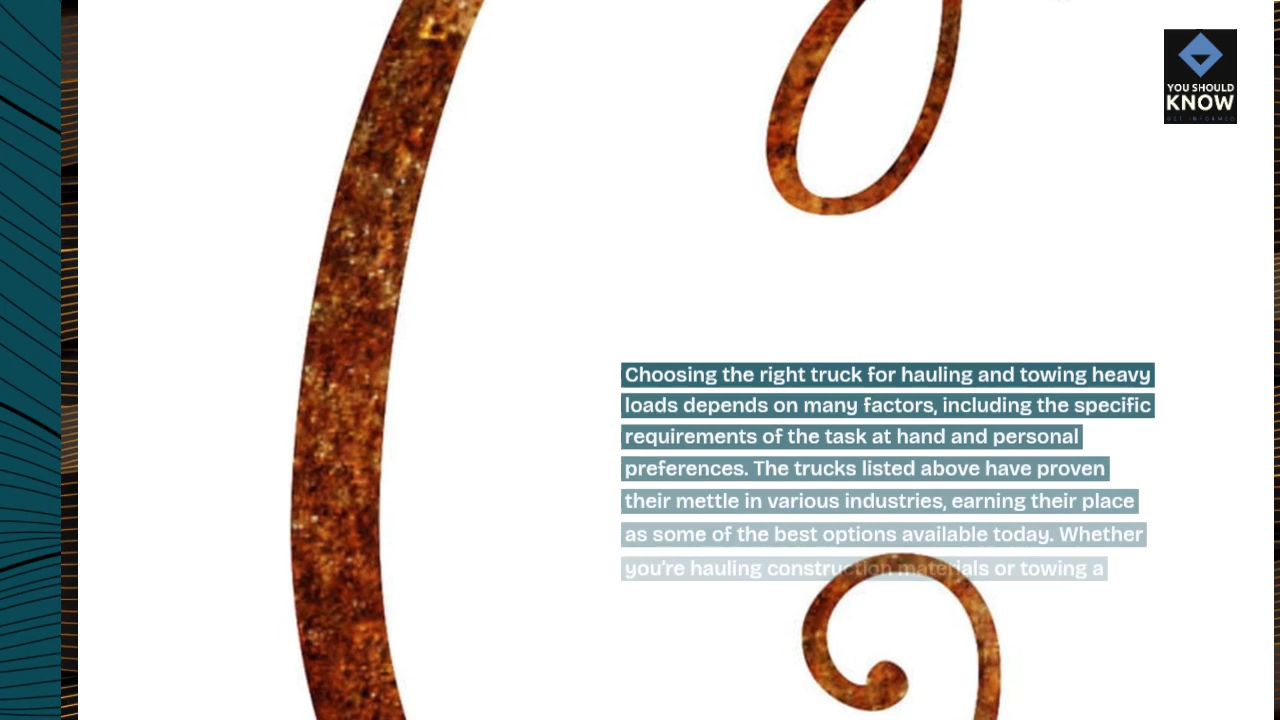 YOU SHOULD
KNOW
GET INFORMED
Choosing the right truck for hauling and towing heavy
loads depends on many factors, including the specific
requirements of the task at hand and personal
preferences. The trucks listed above have proven
their mettle in various industries, earning their place
as some of the best options available today. Whether
you're hauling construction materials or towing a